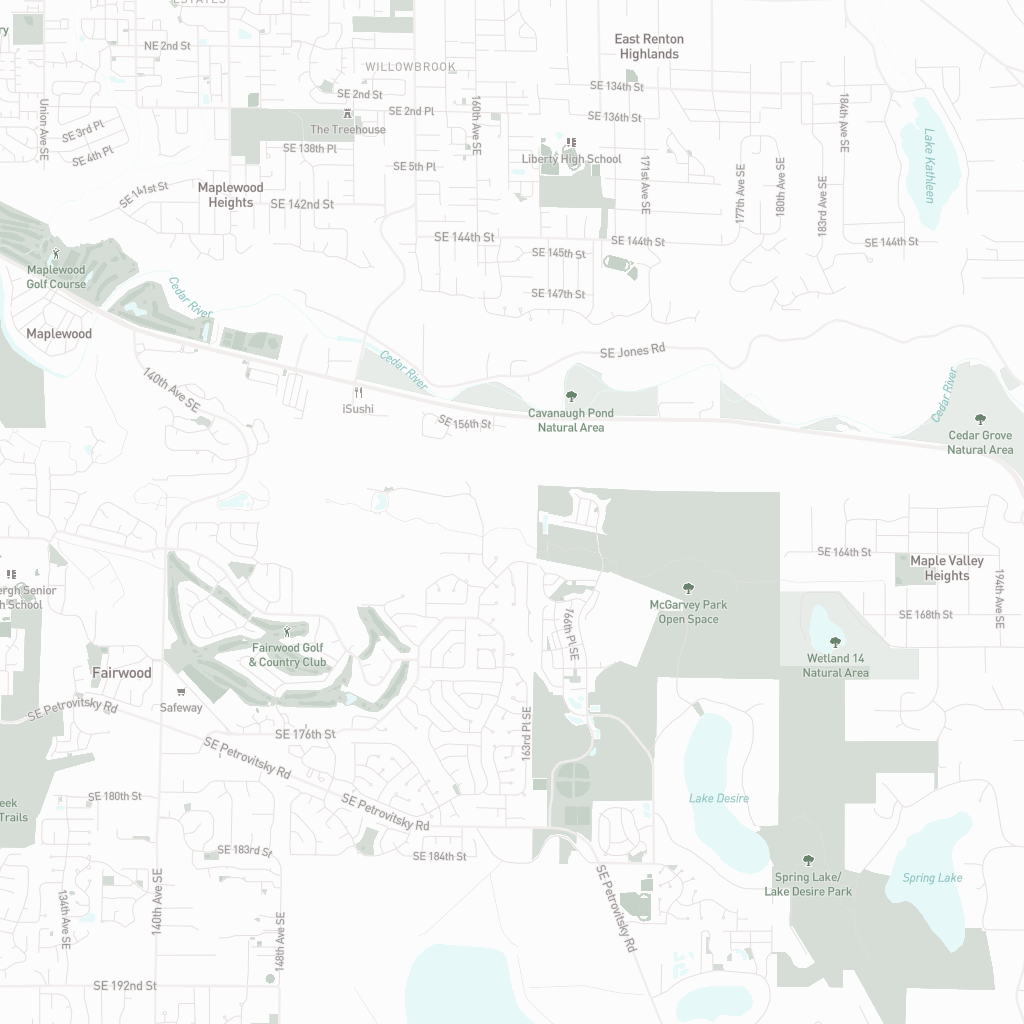 ESTATES
ry
NE 2nd St
East Renton
Highlands
WILLOWBROOK
SE 134th St
SE 2nd St
Union Ave SE
SE 2nd Pl
160th Ave SE
184th Ave SE
SE 136th St
The Treehouse
SE 3rd Pl
SE 138th Pl
SE 4th Pl
SE 5th Pl
Liberty High School
171st Ave SE
177th Ave SE
180th Ave SE
183rd Ave SE
Lake Kathleen
Maplewood
Heights
SE 141st St
SE 142nd St
SE 144th St
SE 144th St
SE 144th St
SE 145th St
Maplewood
Golf Course
Cedar River
SE 147th St
Maplewood
SE Jones Rd
Cedar River
140th Ave SE
iSushi
SE 156th St
Cavanaugh Pond
Natural Area
Cedar River
Cedar Grove
Natural Area
SE 164th St
Maple Valley
Heights
194th Ave SE
ergh Senior
h School
McGarvey Park
Open Space
SE 168th St
166th Pl SE
Fairwood Golf
& Country Club
Wetland 14
Natural Area
Fairwood
Safeway
SE Petrovitsky Rd
163rd Pl SE
SE 176th St
SE Petrovitsky Rd
Lake Desire
SE 180th St
eek
Trails
SE Petrovitsky Rd
SE 183rd St
SE 184th St
Spring Lake/
Lake Desire Park
Spring Lake
134th Ave SE
140th Ave SE
148th Ave SE
SE Petrovitsky Rd
SE 192nd St